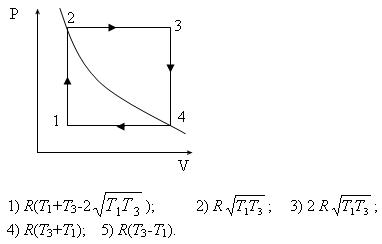 P
2
3
1
4
V
1) R(T₁+T₃-2√T₁T₃ ); 2) R √T₁T₃ ; 3) 2 R √T₁T₃ ;
4) R(T₃+T₁); 5) R(T₃-T₁).